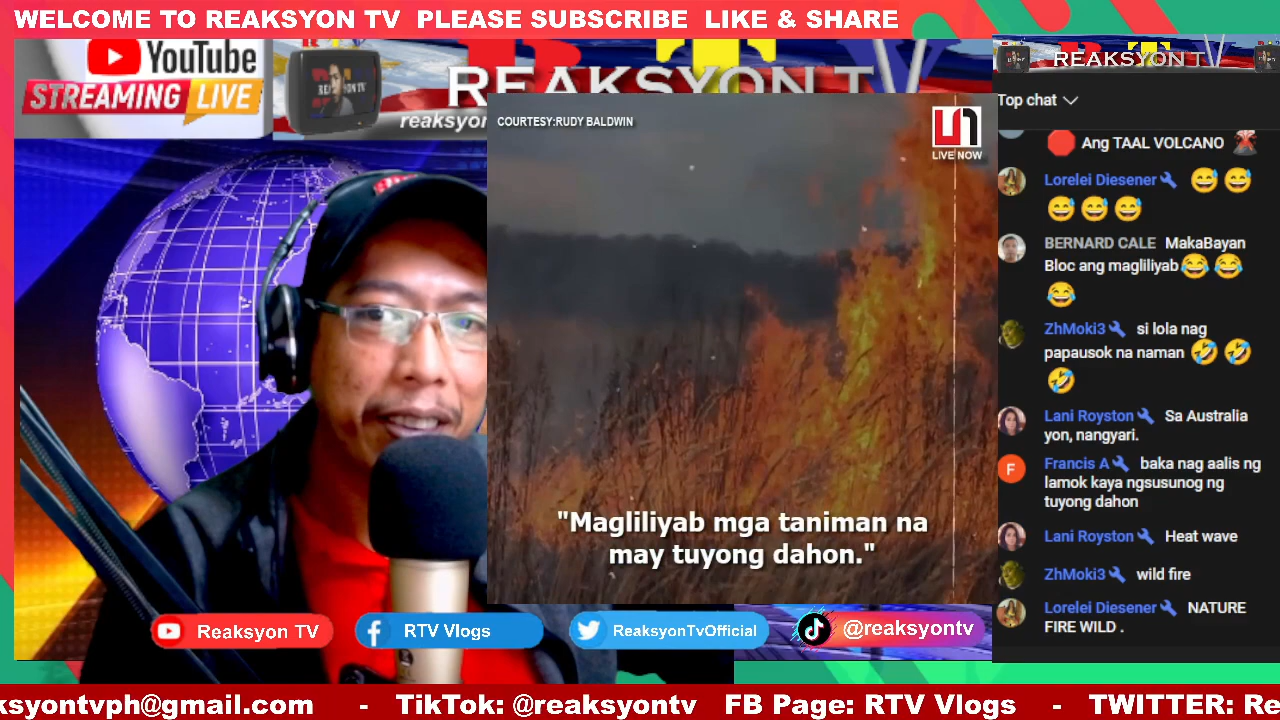 WELCOME TO REAKSYON TV PLEASE SUBSCRIBE LIKE & SHARE
YouTube
STREAMING LIVE
REAKSYON TV
reaksyon
COURTESY:RUDY BALDWIN
LIVE NOW
"Magliliyab mga taniman na
may tuyong dahon."
Reaksyon TV
RTV Vlogs
ReaksyonTvOfficial
@reaksyontv
REAKSYON TV
Top chat
Ang TAAL VOLCANO
Lorelei Diesener
BERNARD CALE MakaBayan
Bloc ang magliliyab
ZhMoki3 si lola nag
papausok na naman
Lani Royston Sa Australia
yon, nangyari.
Francis A baka nag aalis ng
lamok kaya ngsusunog ng
tuyong dahon
Lani Royston Heat wave
ZhMoki3 wild fire
Lorelei Diesener NATURE
FIRE WILD .
ksyontvph@gmail.com - TikTok: @reaksyontv FB Page: RTV Vlogs - TWITTER: Re